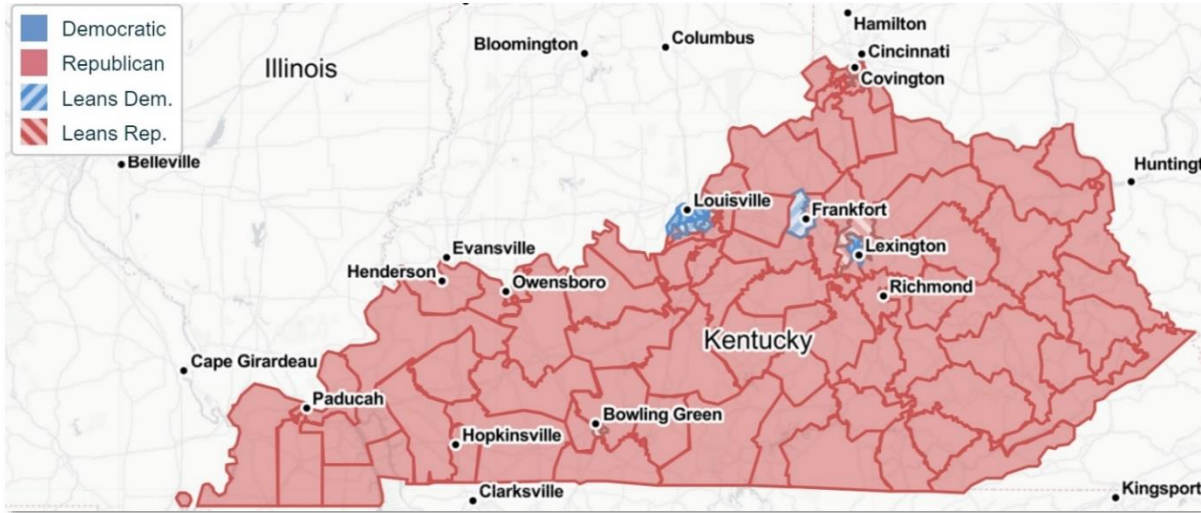 Democratic
Republican
Leans Dem.
Leans Rep.
Illinois
Bloomington
Columbus
Hamilton
Cincinnati
Covington
Belleville
Huntingt
Louisville
Frankfort
Lexington
Evansville
Henderson
Owensboro
Richmond
Kentucky
Cape Girardeau
Paducah
Bowling Green
Hopkinsville
Clarksville
Kingsport